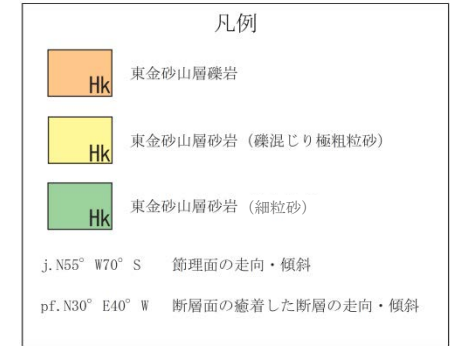 凡例
Hk 東金砂山層礫岩
Hk 東金砂山層砂岩（礫混じり極粗粒砂）
Hk 東金砂山層砂岩（細粒砂）
j.N55°W70°S 節理面の走向・傾斜
pf.N30°E40°W 断層面の癒着した断層の走向・傾斜